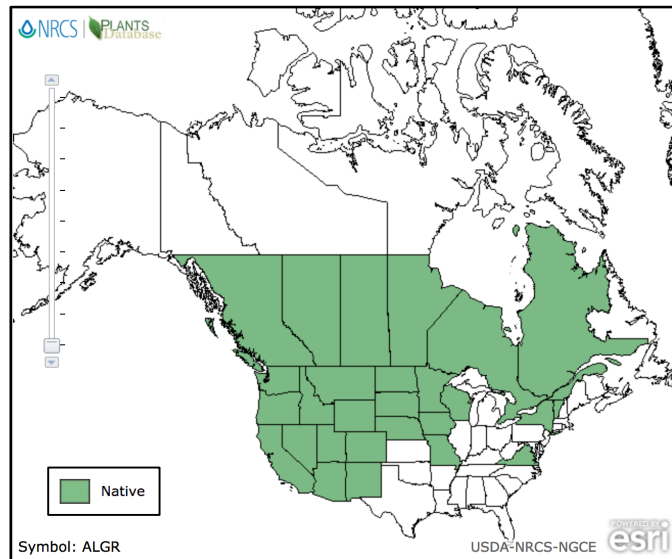 NRCS PLANTS
Database
Native
Symbol: ALGR
USDA-NRCS-NGCE
POWERED BY
esri